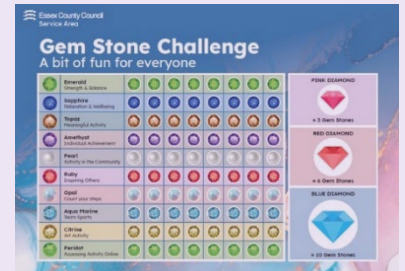 Essex County Council
Service Area
Gem Stone Challenge
A bit of fun for everyone
Emerald
Strength & Balance
Sapphire
Relaxation & Wellbeing
Topaz
Meaningful Activity
Amethyst
Individual Achievement
Pearl
Activity in the Community
Ruby
Inspiring Others
Opal
Count your steps
Aqua Marine
Team Sports
Citrine
Art Activity
Peridot
Accessing Activity Online
PINK DIAMOND
= 3 Gem Stones
RED DIAMOND
= 6 Gem Stones
BLUE DIAMOND
= 10 Gem Stones